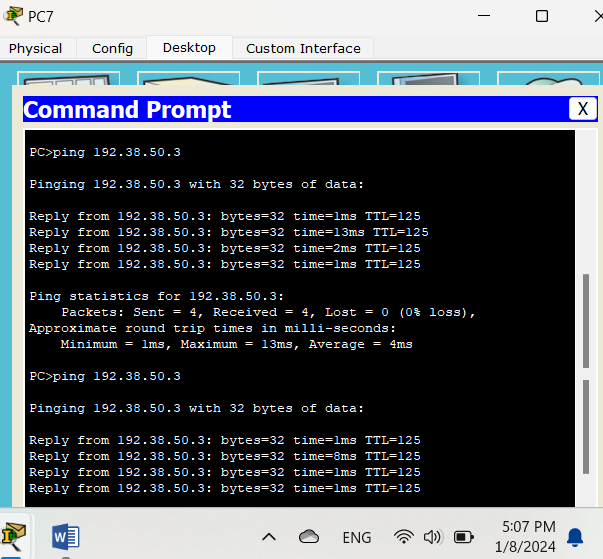 PC7
Physical Config Desktop Custom Interface
Command Prompt X
PC>ping 192.38.50.3
Pinging 192.38.50.3 with 32 bytes of data:
Reply from 192.38.50.3: bytes=32 time=1ms TTL=125
Reply from 192.38.50.3: bytes=32 time=13ms TTL=125
Reply from 192.38.50.3: bytes=32 time=2ms TTL=125
Reply from 192.38.50.3: bytes=32 time=1ms TTL=125
Ping statistics for 192.38.50.3:
Packets: Sent = 4, Received = 4, Lost = 0 (0% loss),
Approximate round trip times in milli-seconds:
Minimum = 1ms, Maximum = 13ms, Average = 4ms
PC>ping 192.38.50.3
Pinging 192.38.50.3 with 32 bytes of data:
Reply from 192.38.50.3: bytes=32 time=1ms TTL=125
Reply from 192.38.50.3: bytes=32 time=8ms TTL=125
Reply from 192.38.50.3: bytes=32 time=1ms TTL=125
Reply from 192.38.50.3: bytes=32 time=1ms TTL=125
W ENG 5:07 PM
1/8/2024